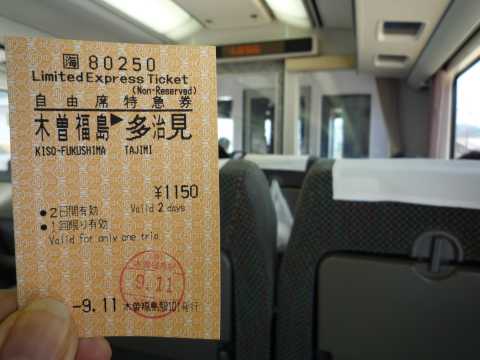 海 80250
Limited Express Ticket
(Non-Reserved)
自由席特急券
木曽福島▶多治見
KISO-FUKUSHIMA TAJIMI
¥1150
●2日間有効 Valid 2 days
●1回限り有効
Valid for only one trip
9.11
-9.11 木曽福島駅101発行